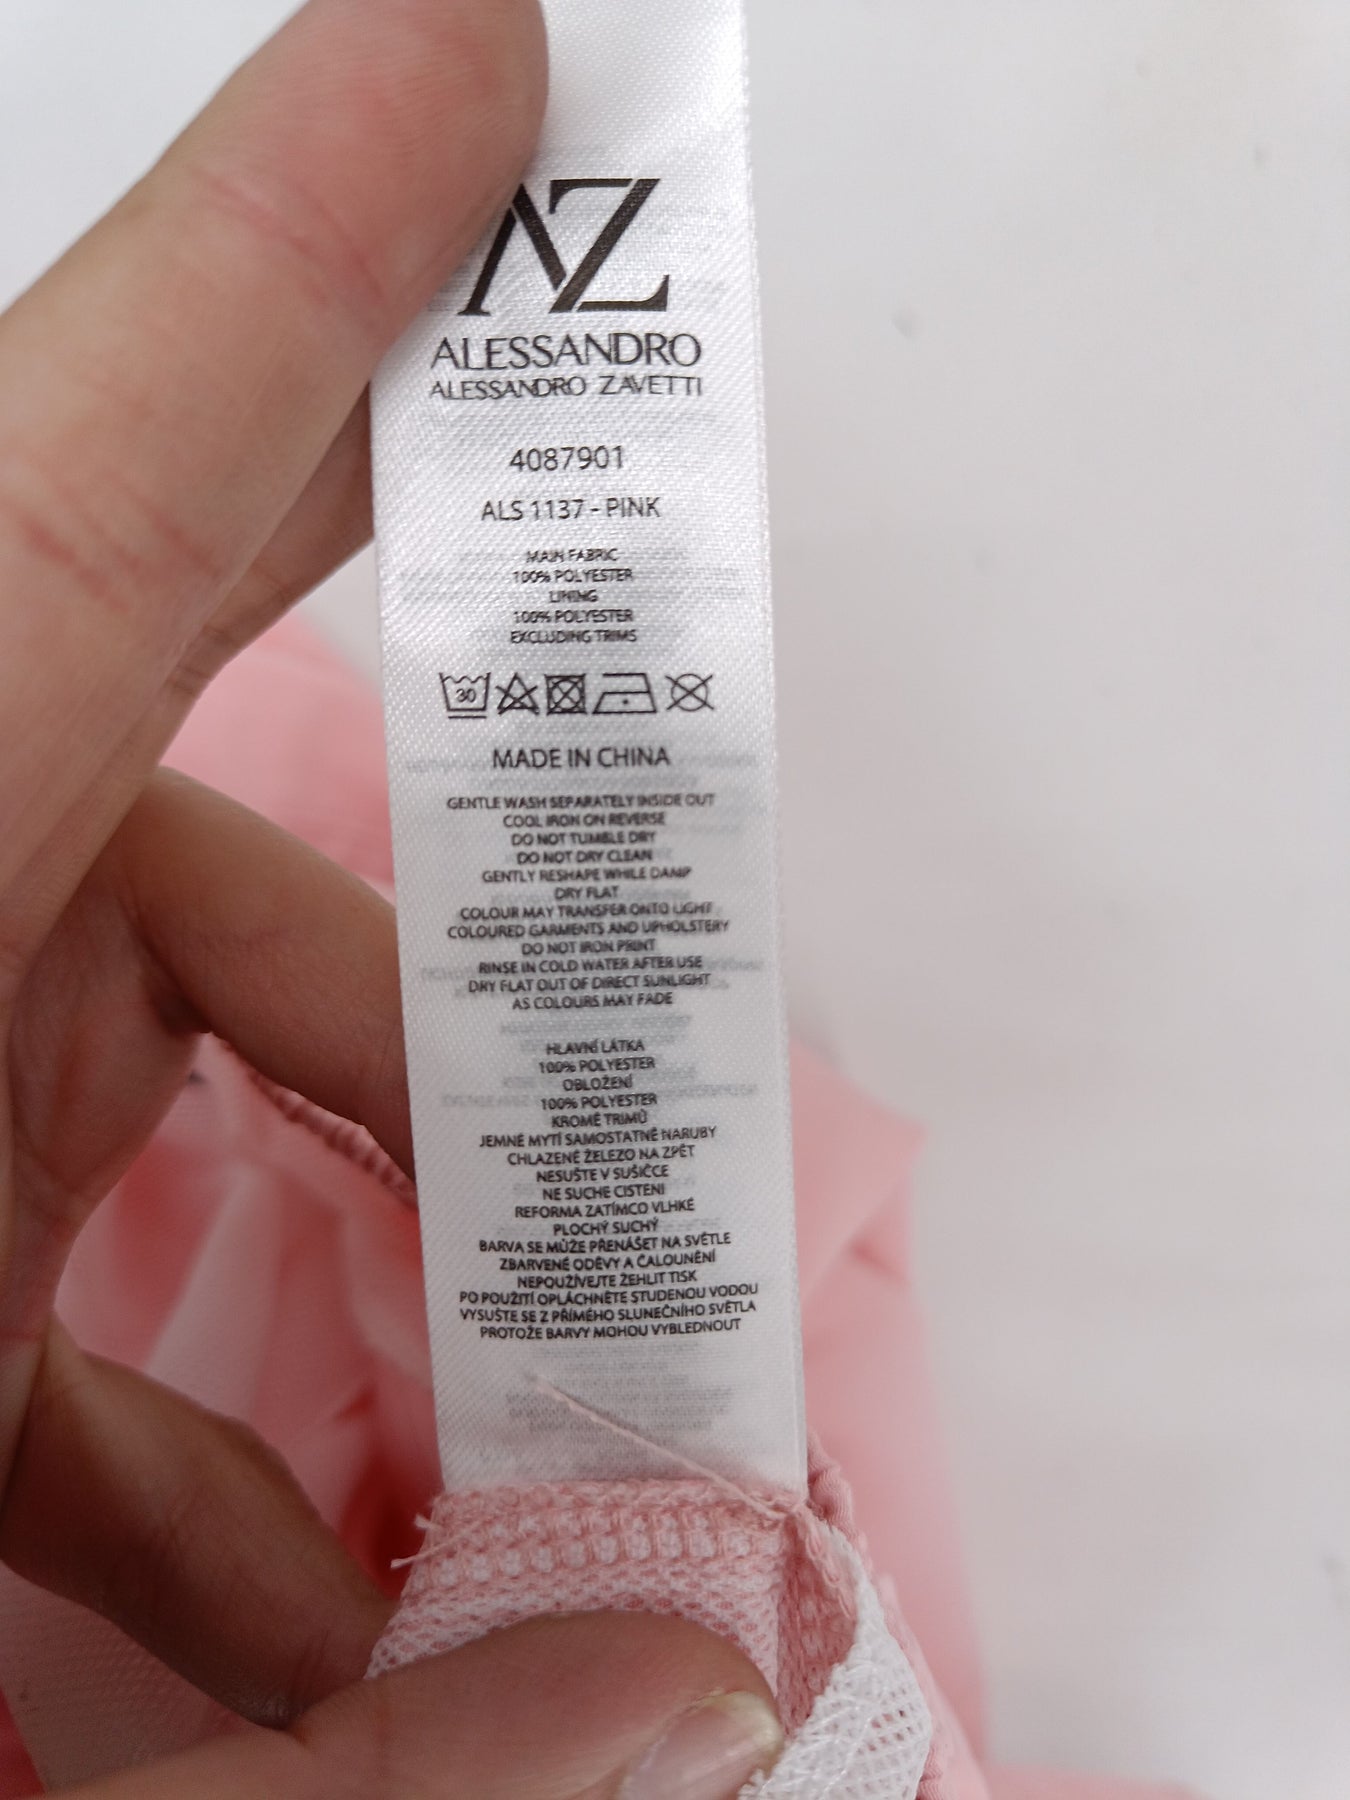 AZ
ALESSANDRO
ALESSANDRO ZAVETTI
4087901
ALS 1137 - PINK
MAIN FABRIC
100% POLYESTER
LINING
100% POLYESTER
EXCLUDING TRIMS
30
MADE IN CHINA
GENTLE WASH SEPARATELY INSIDE OUT
COOL IRON ON REVERSE
DO NOT TUMBLE DRY
DO NOT DRY CLEAN
GENTLY RESHAPE WHILE DAMP
DRY FLAT
COLOUR MAY TRANSFER ONTO LIGHT
COLOURED GARMENTS AND UPHOLSTERY
DO NOT IRON PRINT
RINSE IN COLD WATER AFTER USE
DRY FLAT OUT OF DIRECT SUNLIGHT
AS COLOURS MAY FADE
HLAVNÍ LÁTKA
100% POLYESTER
OBLOŽENÍ
100% POLYESTER
KROMĚ TRIMŮ
JEMNÉ MYTÍ SAMOSTATNĚ NARUBY
CHLAZENÉ ŽELEZO NA ZPĚT
NESUŠTE V SUŠIČCE
NE SUCHE CISTENI
REFORMA ZATÍMCO VLHKÉ
PLOCHÝ SUCHÝ
BARVA SE MŮŽE PŘENÁŠET NA SVĚTLE
ZBARVENÉ ODĚVY A ČALOUNĚNÍ
NEPOUŽÍVEJTE ŽEHLIT TISK
PO POUŽITÍ OPLÁCHNĚTE STUDENOU VODOU
VYSUŠTE SE Z PŘÍMÉHO SLUNEČNÍHO SVĚTLA
PROTOŽE BARVY MOHOU VYBLEDNOUT